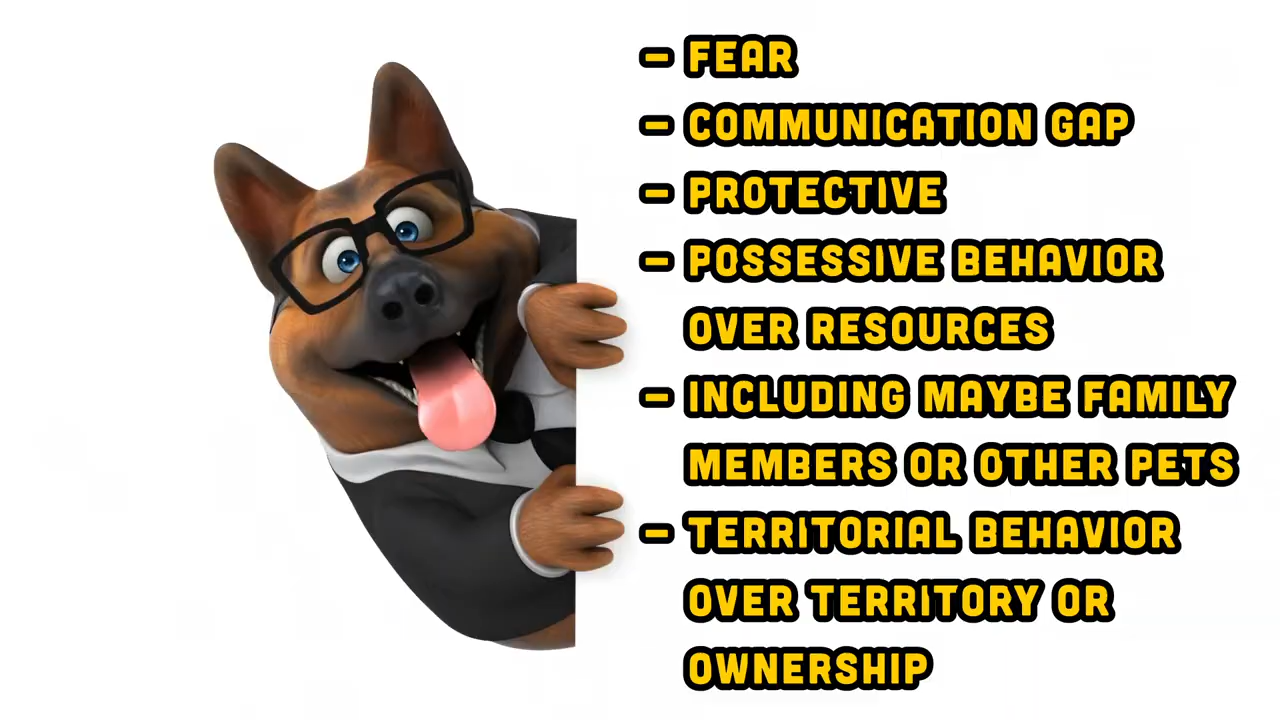 - FEAR
- COMMUNICATION GAP
- PROTECTIVE
- POSSESSIVE BEHAVIOR
OVER RESOURCES
- INCLUDING MAYBE FAMILY
MEMBERS OR OTHER PETS
- TERRITORIAL BEHAVIOR
OVER TERRITORY OR
OWNERSHIP